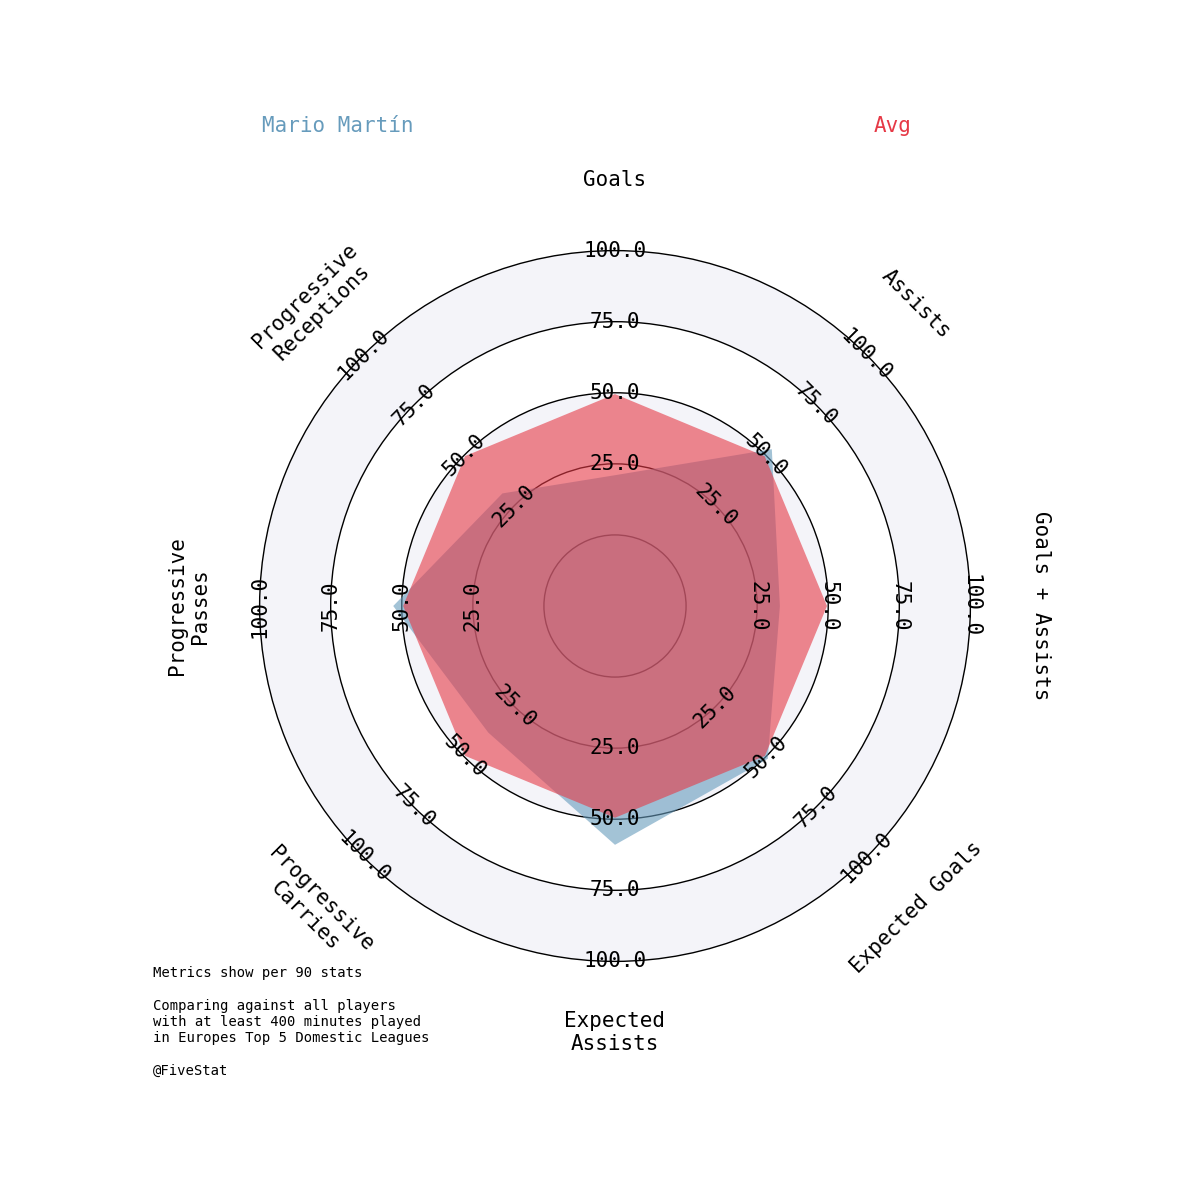 Mario Martín
Avg
Goals
Assists
Goals + Assists
Expected Goals
Expected
Assists
Progressive
Carries
Progressive
Passes
Progressive
Receptions
25.0
50.0
75.0
100.0
25.0
50.0
75.0
100.0
25.0
50.0
75.0
100.0
25.0
50.0
75.0
100.0
25.0
50.0
75.0
100.0
25.0
50.0
75.0
100.0
25.0
50.0
75.0
100.0
25.0
50.0
75.0
100.0
Metrics show per 90 stats
Comparing against all players
with at least 400 minutes played
in Europes Top 5 Domestic Leagues
@FiveStat